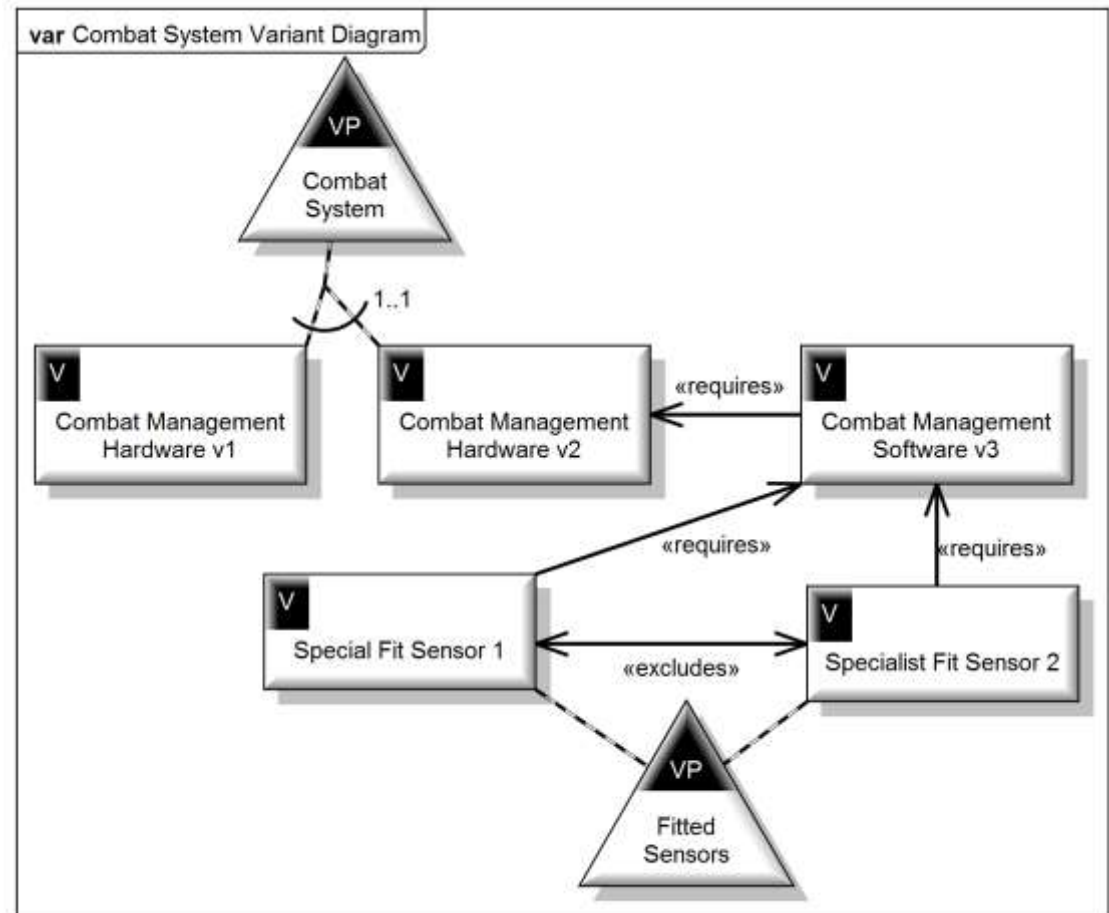 var Combat System Variant Diagram
VP
Combat
System
1..1
V
Combat Management
Hardware v1
V
Combat Management
Hardware v2
«requires»
V
Combat Management
Software v3
«requires»
«requires»
V
Special Fit Sensor 1
«excludes»
V
Specialist Fit Sensor 2
VP
Fitted
Sensors